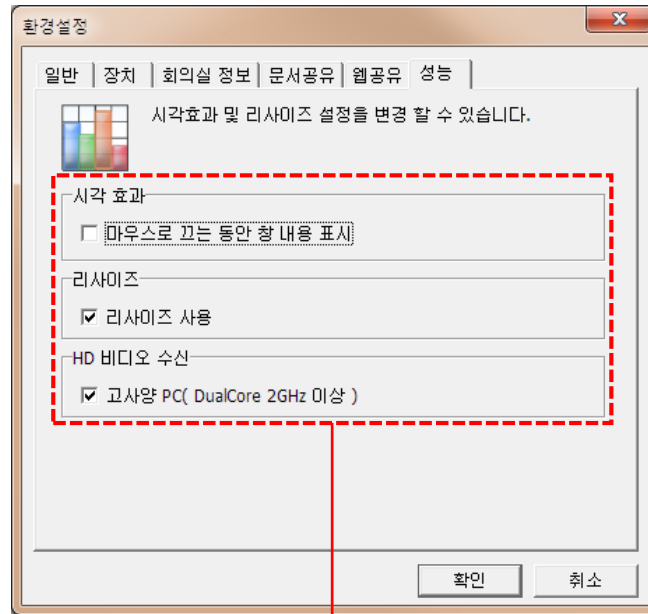 환경설정
일반 장치 회의실 정보 문서공유 웹공유 성능
시각효과 및 리사이즈 설정을 변경 할 수 있습니다.
시각 효과
마우스로 끄는 동안 창 내용 표시
리사이즈
리사이즈 사용
HD 비디오 수신
고사양 PC( DualCore 2GHz 이상 )
확인 취소